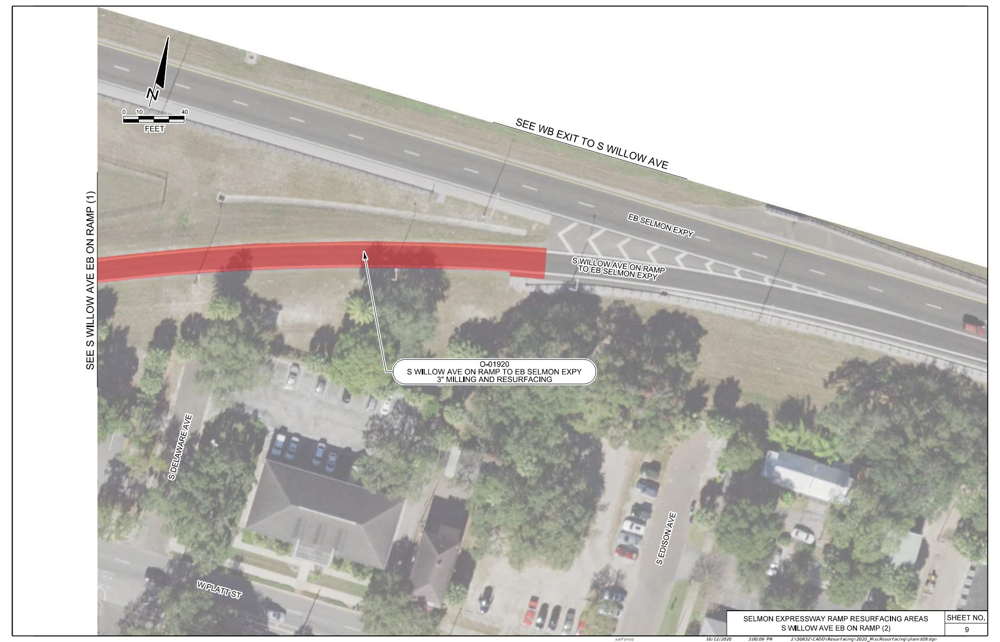 N
0 10 40
FEET
SEE WB EXIT TO S WILLOW AVE
SEE S WILLOW AVE EB ON RAMP (1)
EB SELMON EXPY
S WILLOW AVE ON RAMP
TO EB SELMON EXPY
O-01920
S WILLOW AVE ON RAMP TO EB SELMON EXPY
3" MILLING AND RESURFACING
S DELAWARE AVE
S EDISON AVE
W PLATT ST
SELMON EXPRESSWAY RAMP RESURFACING AREAS
S WILLOW AVE EB ON RAMP (2)
SHEET NO.
9
salfonso 10/12/2020 3:00:09 PM J:\50832\CADD\Resurfacing\2020_MiscResurfacing\planrd09.dgn